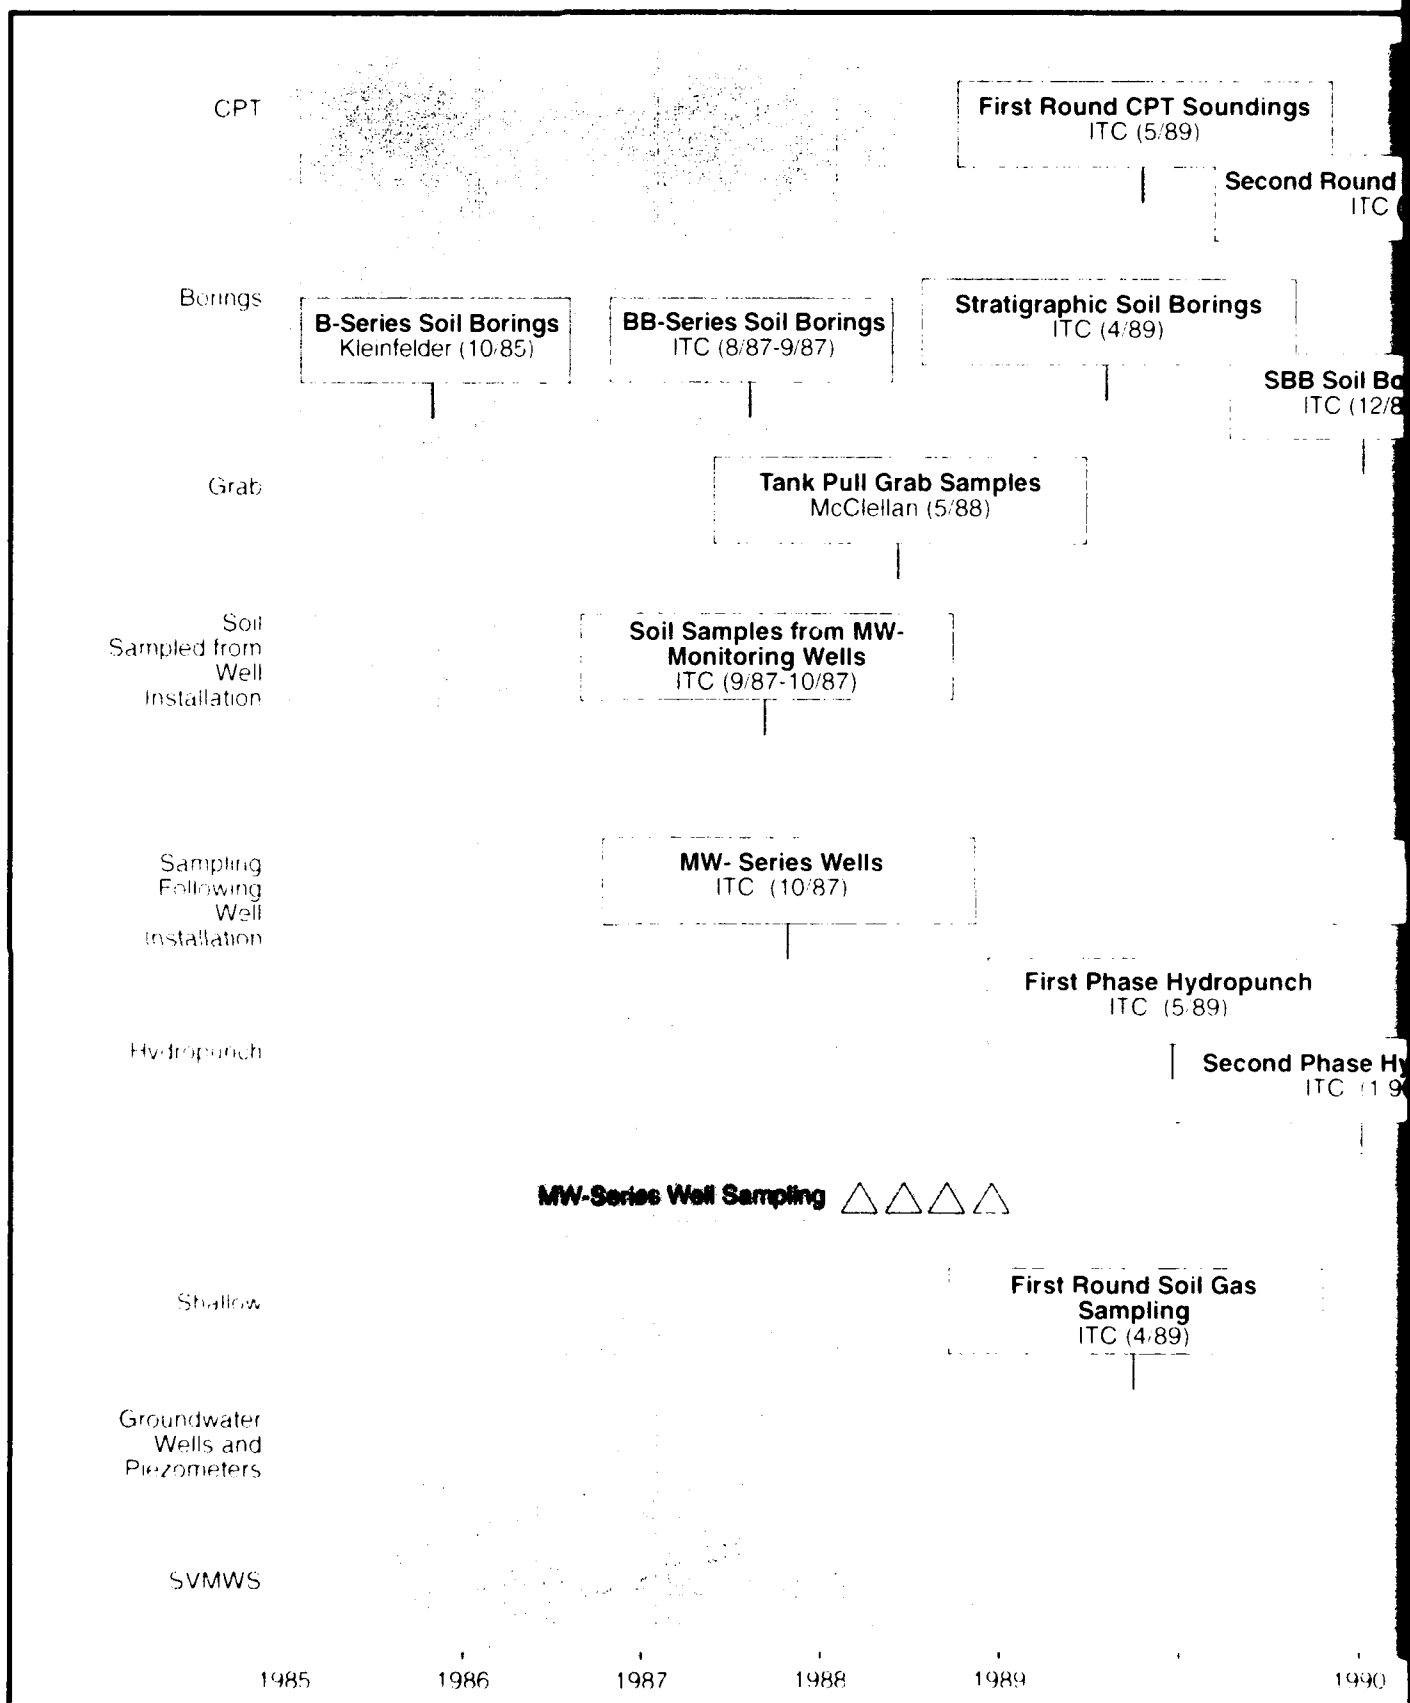 CPT
First Round CPT Soundings
ITC (5/89)
Second Round
ITC
Borings
B-Series Soil Borings
Kleinfelder (10/85)
BB-Series Soil Borings
ITC (8/87-9/87)
Stratigraphic Soil Borings
ITC (4/89)
SBB Soil Bo
ITC (12/8
Grab
Tank Pull Grab Samples
McClellan (5/88)
Soil
Sampled from
Well
Installation
Soil Samples from MW-
Monitoring Wells
ITC (9/87-10/87)
Sampling
Following
Well
Installation
MW- Series Wells
ITC (10/87)
First Phase Hydropunch
ITC (5/89)
Hydropunch
Second Phase Hy
ITC (1/90
MW-Series Well Sampling
Shallow
First Round Soil Gas
Sampling
ITC (4/89)
Groundwater
Wells and
Piezometers
SVMWS
1985 1986 1987 1988 1989 1990